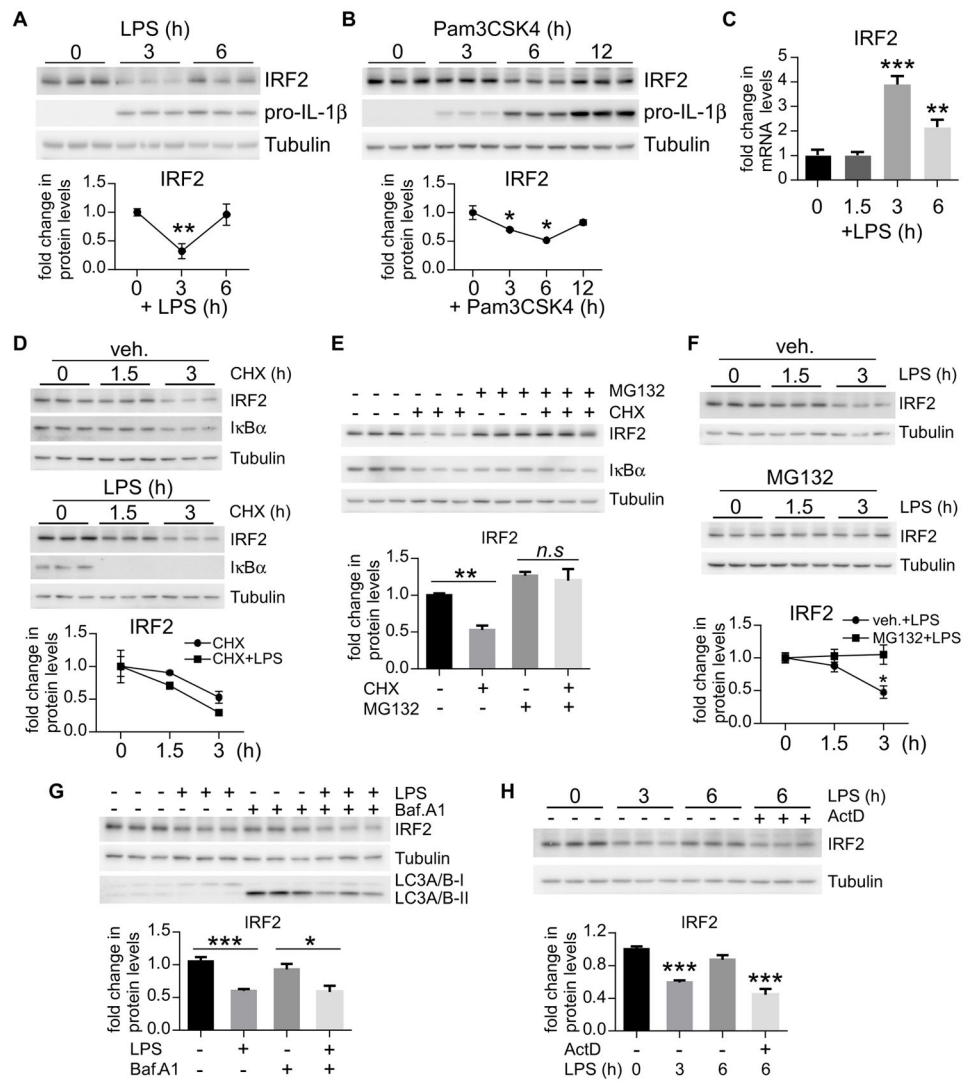 A
LPS (h)
0 3 6
IRF2
pro-IL-1β
Tubulin
IRF2
fold change in
protein levels
1.5
1.0
0.5
0.0
0 3 6
+ LPS (h)
B
Pam3CSK4 (h)
0 3 6 12
IRF2
pro-IL-1β
Tubulin
IRF2
fold change in
protein levels
1.5
1.0
0.5
0.0
** 
* *
0 3 6 12
+ Pam3CSK4 (h)
C
IRF2
fold change in
mRNA levels
5
4
3
2
1
0
*** **
0 1.5 3 6
+LPS (h)
D
veh.
0 1.5 3 CHX (h)
IRF2
IκBα
Tubulin
LPS (h)
0 1.5 3 CHX (h)
IRF2
IκBα
Tubulin
IRF2
fold change in
protein levels
1.5
1.0
0.5
0.0
CHX
CHX+LPS
0 1.5 3 (h)
E
- - - - - - + + + + + + MG132
- - - + + + - - - + + + CHX
IRF2
IκBα
Tubulin
IRF2
fold change in
protein levels
1.5
1.0
0.5
0.0
** n.s
CHX - + - +
MG132 - - + +
F
veh.
0 1.5 3 LPS (h)
IRF2
Tubulin
MG132
0 1.5 3 LPS (h)
IRF2
Tubulin
IRF2
fold change in
protein levels
1.5
1.0
0.5
0.0
veh.+LPS
MG132+LPS
*
0 1.5 3 (h)
G
- - - + + + - - - + + + LPS
- - - - - - + + + + + + Baf.A1
IRF2
Tubulin
LC3A/B-I
LC3A/B-II
IRF2
fold change in
protein levels
1.5
1.0
0.5
0.0
*** *
LPS - + - +
Baf.A1 - - + +
H
0 3 6 6 LPS (h)
- - - - - - - - - + + + ActD
IRF2
Tubulin
IRF2
fold change in
protein levels
1.2
0.8
0.4
0.0
*** ***
ActD - - - +
LPS (h) 0 3 6 6